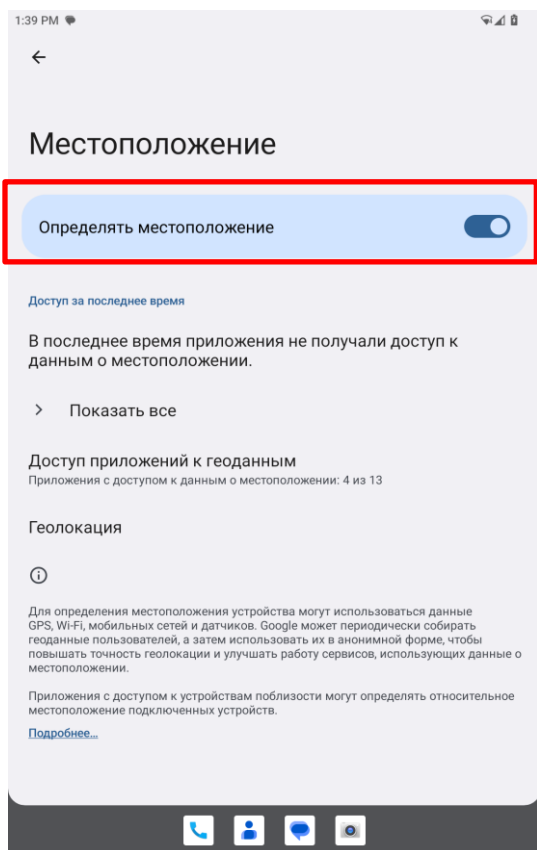 1:39 PM
Местоположение
Определять местоположение
Доступ за последнее время
В последнее время приложения не получали доступ к
данным о местоположении.
Показать все
Доступ приложений к геоданным
Приложения с доступом к данным о местоположении: 4 из 13
Геолокация
Для определения местоположения устройства могут использоваться данные
GPS, Wi-Fi, мобильных сетей и датчиков. Google может периодически собирать
геоданные пользователей, а затем использовать их в анонимной форме, чтобы
повышать точность геолокации и улучшать работу сервисов, использующих данные о
местоположении.
Приложения с доступом к устройствам поблизости могут определять относительное
местоположение подключенных устройств.
Подробнее...